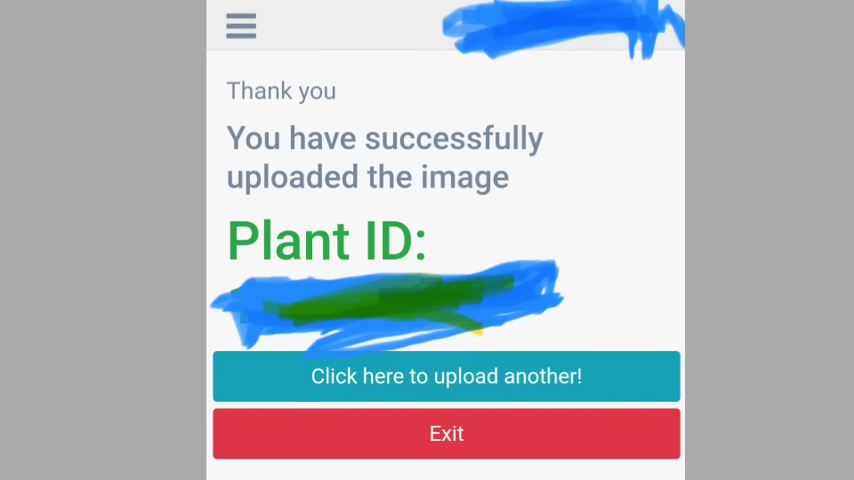 Thank you
You have successfully
uploaded the image
Plant ID:
Click here to upload another!
Exit